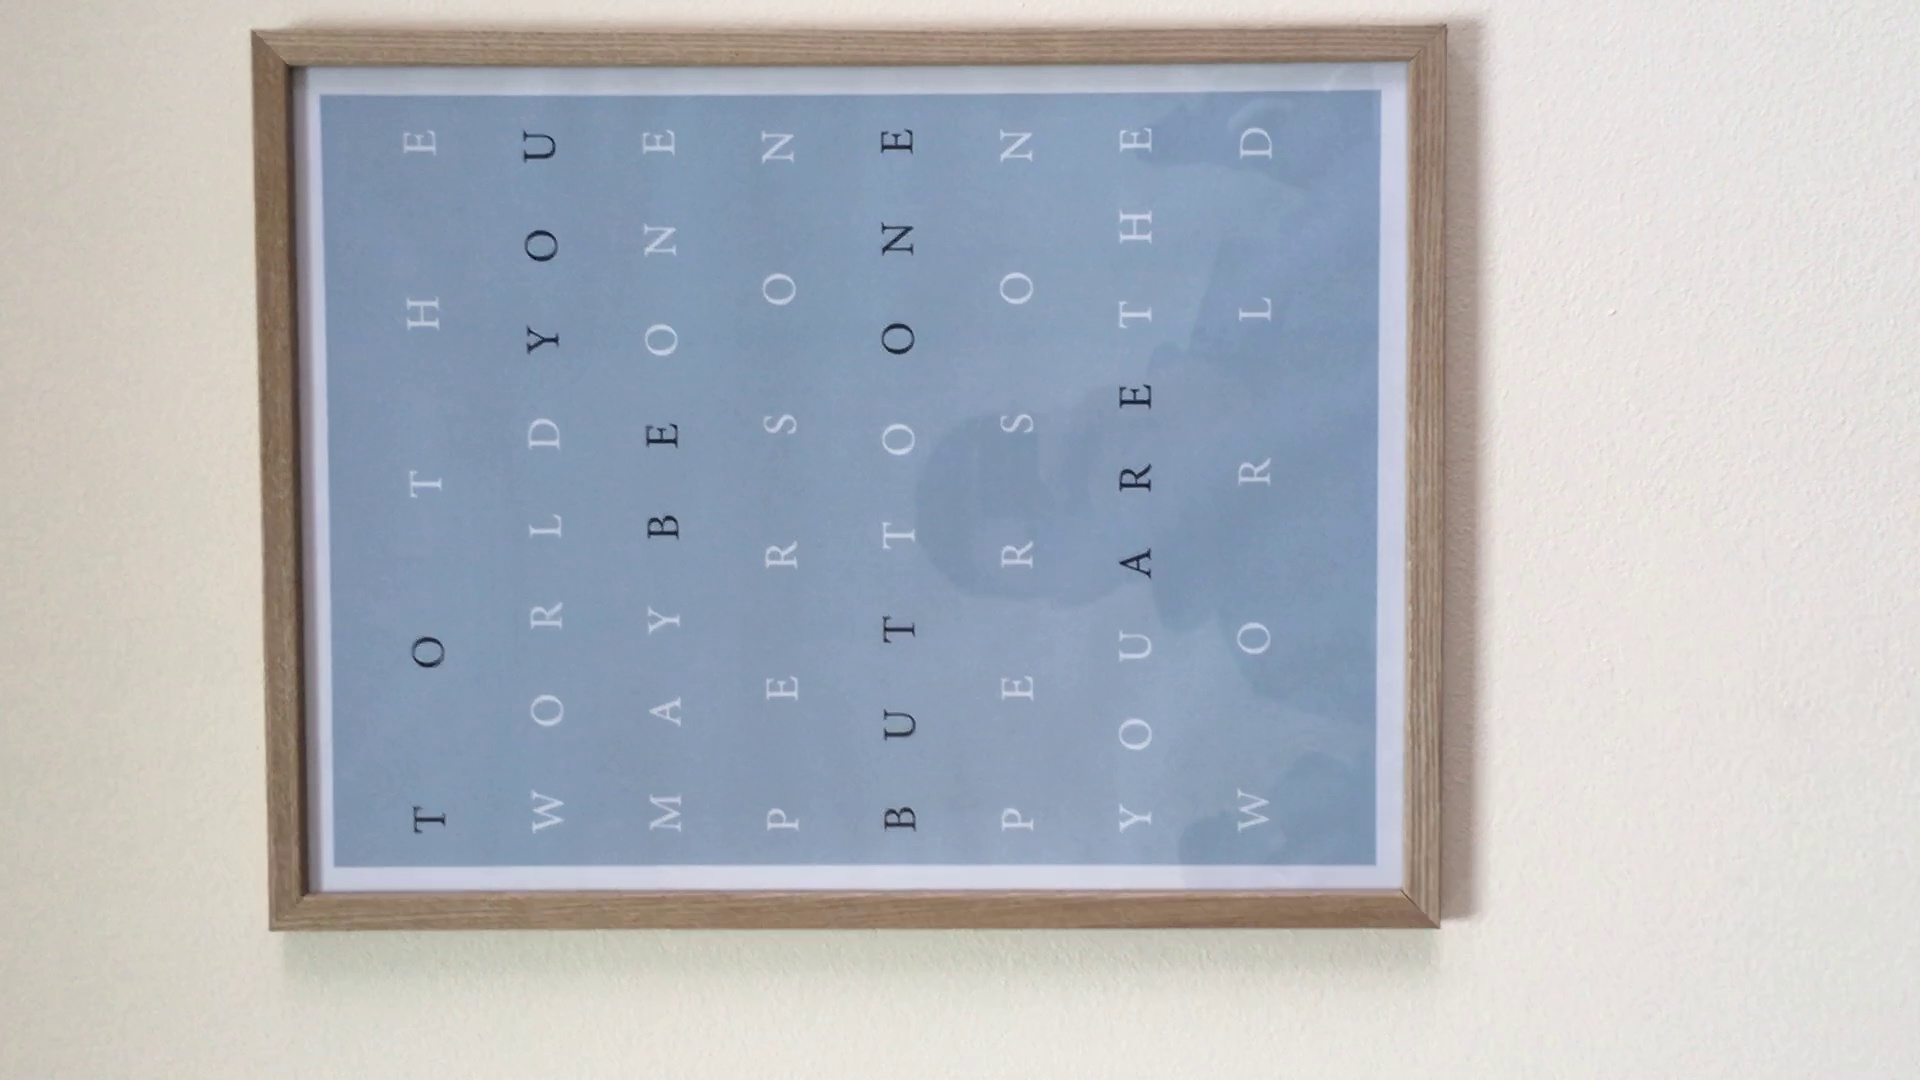 TO THE
WORLD YOU
MAY BE ONE
PERSON
BUT TO ONE
PERSON
YOU ARE THE
WORLD